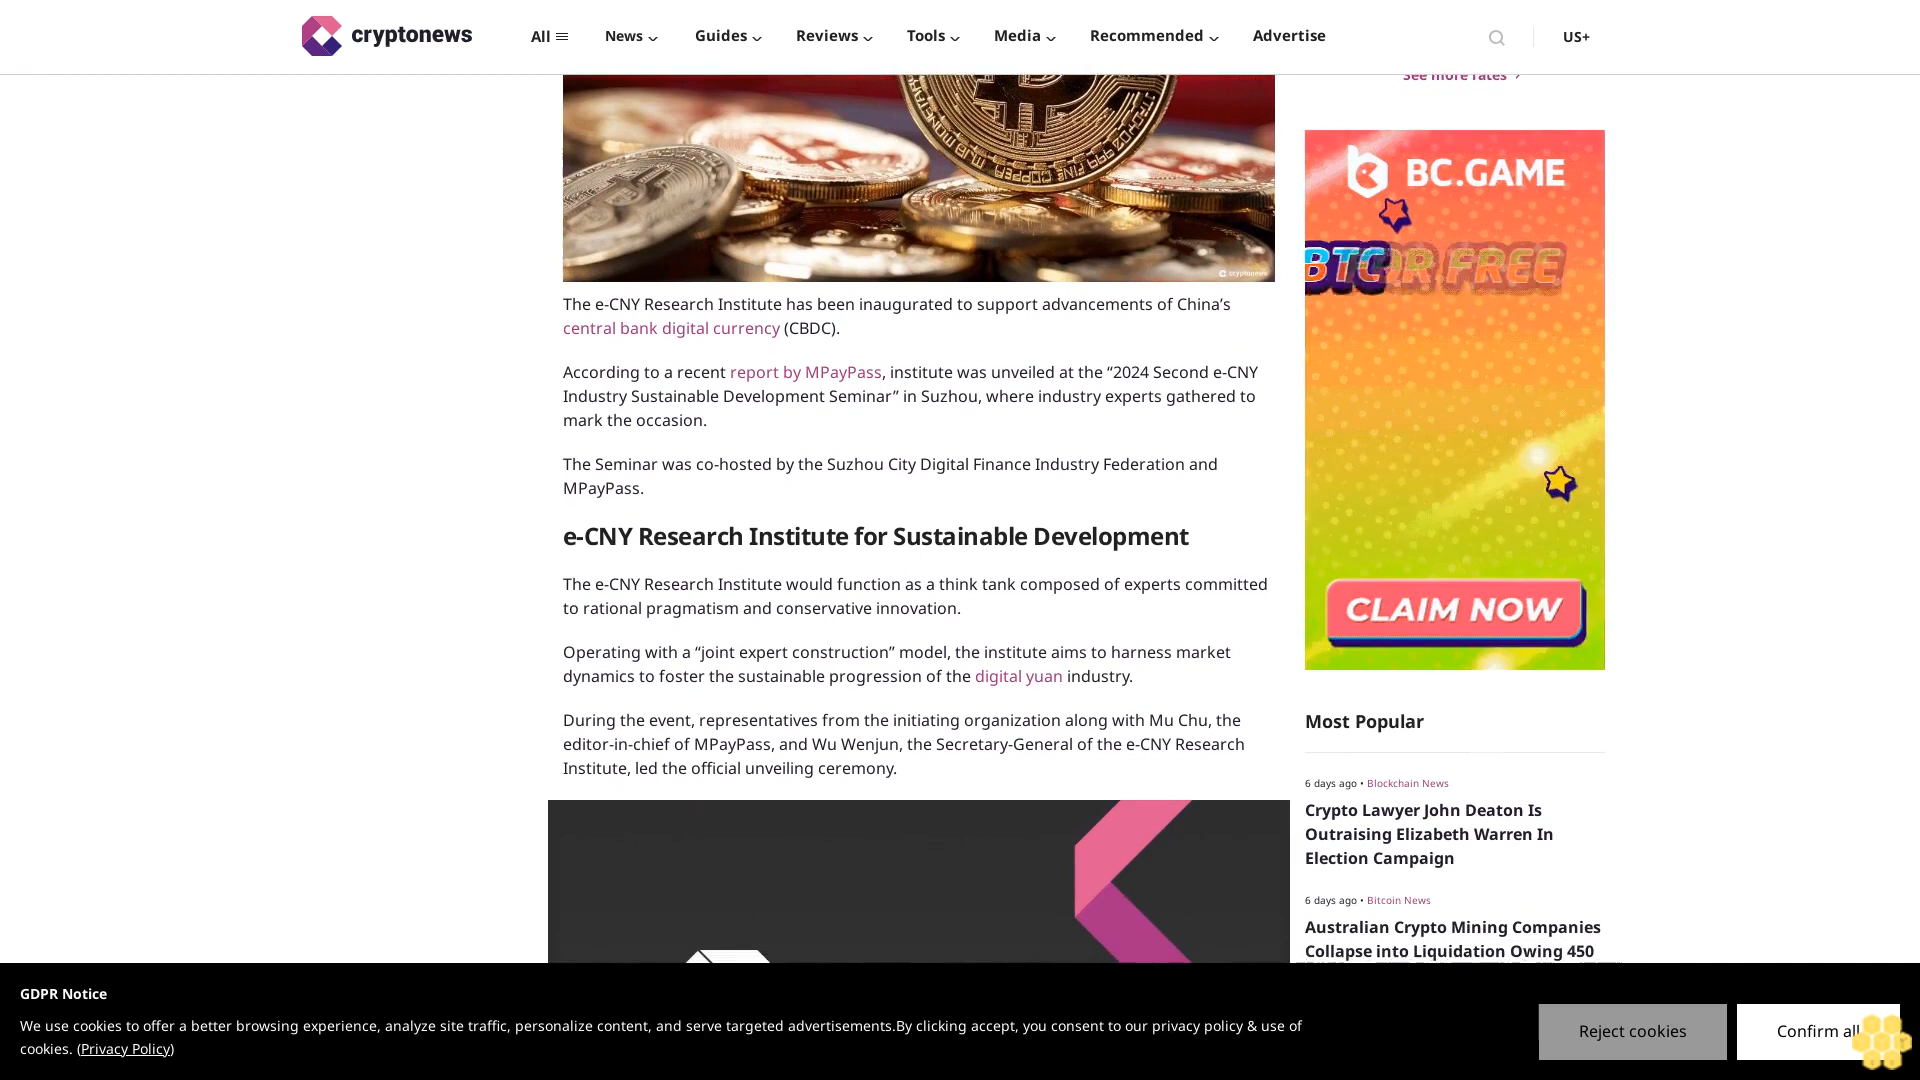 cryptonews
All
News
Guides
Reviews
Tools
Media
Recommended
Advertise
US+
See more rates
The e-CNY Research Institute has been inaugurated to support advancements of China’s
central bank digital currency (CBDC).
According to a recent report by MPayPass, institute was unveiled at the “2024 Second e-CNY
Industry Sustainable Development Seminar” in Suzhou, where industry experts gathered to
mark the occasion.
The Seminar was co-hosted by the Suzhou City Digital Finance Industry Federation and
MPayPass.
e-CNY Research Institute for Sustainable Development
The e-CNY Research Institute would function as a think tank composed of experts committed
to rational pragmatism and conservative innovation.
Operating with a “joint expert construction” model, the institute aims to harness market
dynamics to foster the sustainable progression of the digital yuan industry.
During the event, representatives from the initiating organization along with Mu Chu, the
editor-in-chief of MPayPass, and Wu Wenjun, the Secretary-General of the e-CNY Research
Institute, led the official unveiling ceremony.
BC.GAME
BTC FREE
CLAIM NOW
Most Popular
6 days ago • Blockchain News
Crypto Lawyer John Deaton Is
Outraising Elizabeth Warren In
Election Campaign
6 days ago • Bitcoin News
Australian Crypto Mining Companies
Collapse into Liquidation Owing 450
GDPR Notice
We use cookies to offer a better browsing experience, analyze site traffic, personalize content, and serve targeted advertisements.By clicking accept, you consent to our privacy policy & use of
cookies. (Privacy Policy)
Reject cookies
Confirm all